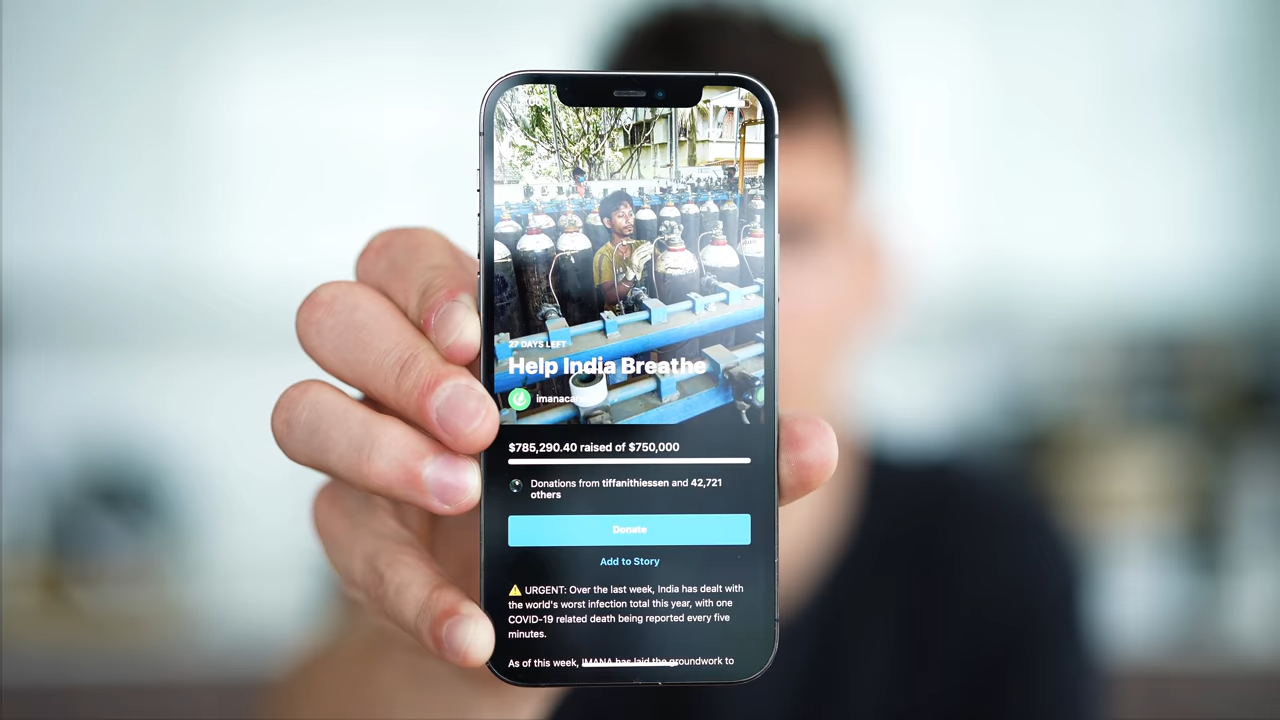 27 DAYS LEFT
Help India Breathe
$785,290.40 raised of $750,000
Donations from tiffanithiessen and 42,721
others
Donate
Add to Story
⚠️ URGENT: Over the last week, India has dealt with
the world's worst infection total this year, with one
COVID-19 related death being reported every five
minutes.
As of this week, IMANA has laid the groundwork to